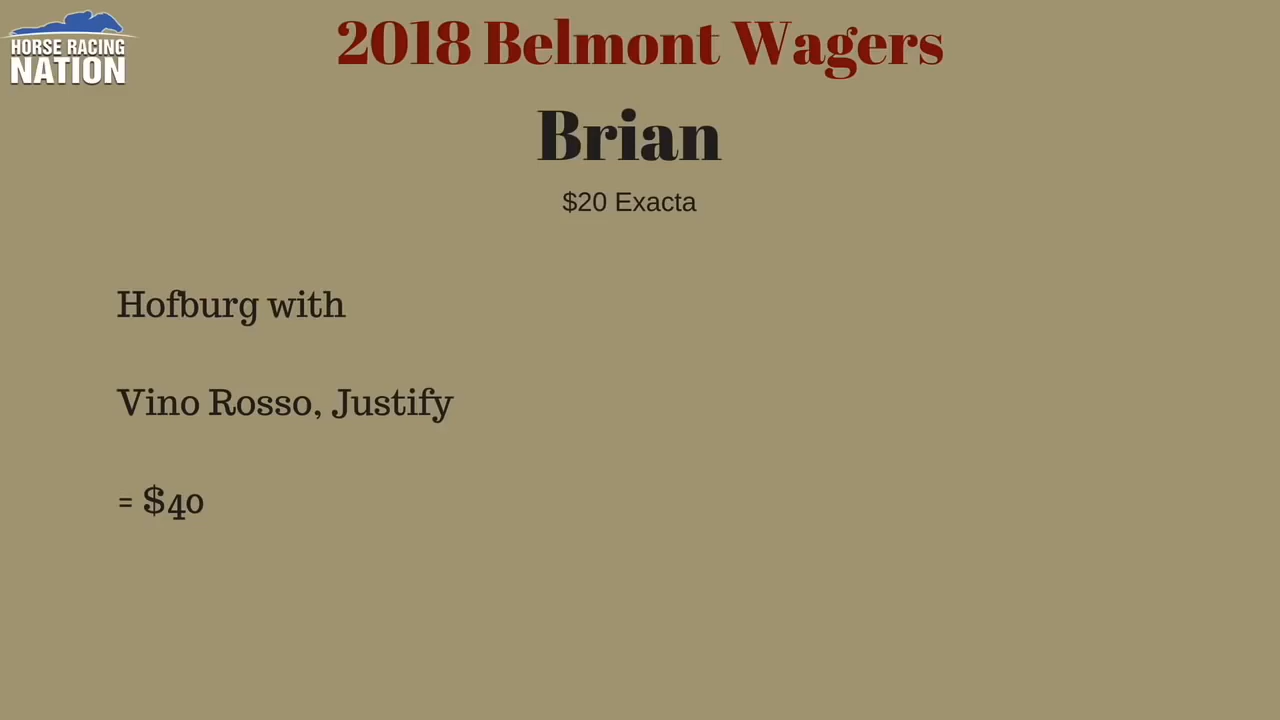 HORSE RACING
NATION
2018 Belmont Wagers
Brian
$20 Exacta
Hofburg with
Vino Rosso, Justify
= $40